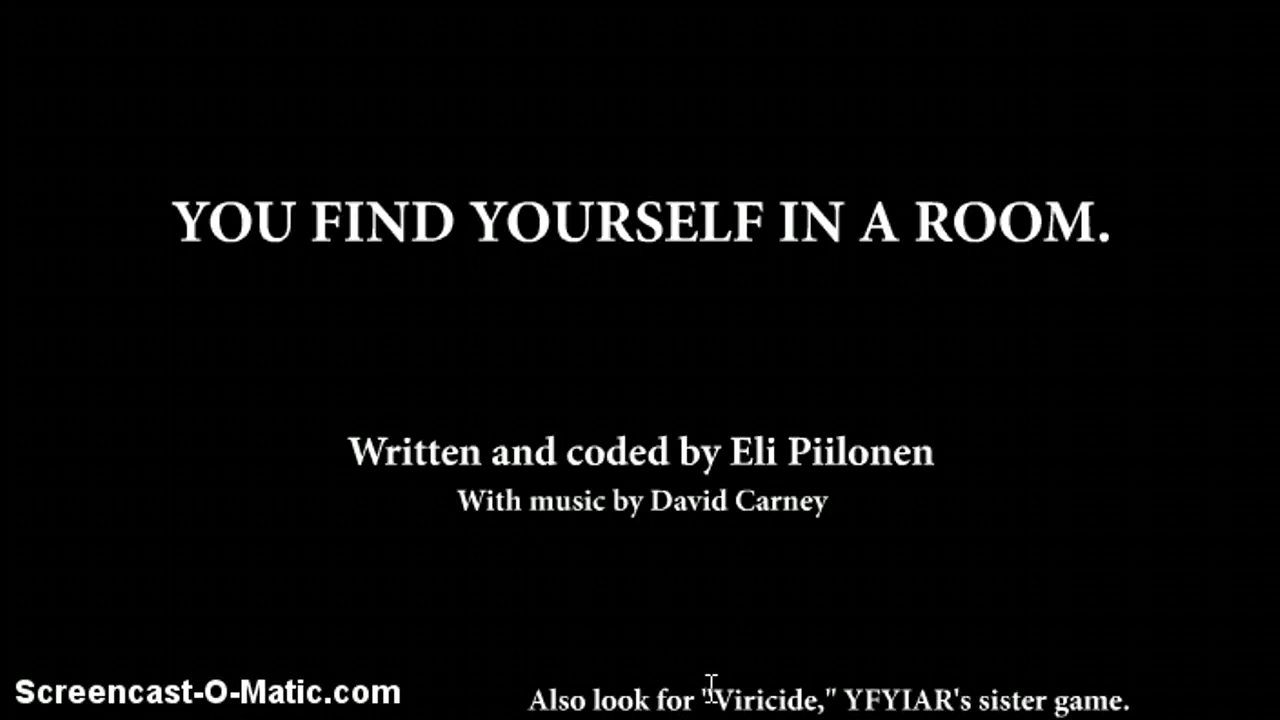 YOU FIND YOURSELF IN A ROOM.
Written and coded by Eli Piilonen
With music by David Carney
Screencast-O-Matic.com
Also look for "Viricide," YFYIAR's sister game.